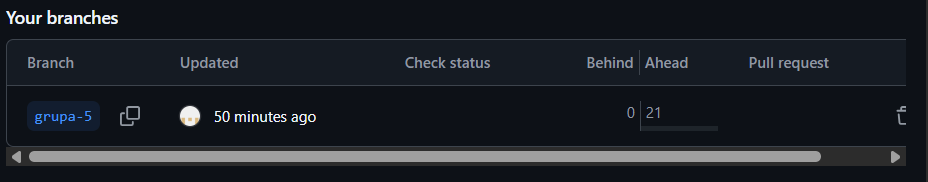 Your branches
Branch Updated Check status Behind Ahead Pull request
grupa-5 50 minutes ago 0 21